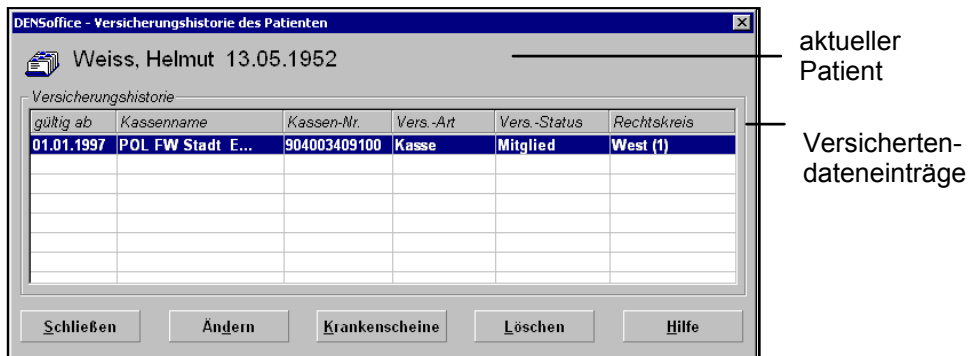 DENSoffice - Versicherungshistorie des Patienten
Weiss, Helmut 13.05.1952
aktueller
Patient
Versicherungshistorie
gültig ab Kassenname Kassen-Nr. Vers.-Art Vers.-Status Rechtskreis
01.01.1997 POL FW Stadt E... 904003409100 Kasse Mitglied West (1)
Versicherten-
dateneinträge
Schließen Ändern Krankenscheine Löschen Hilfe